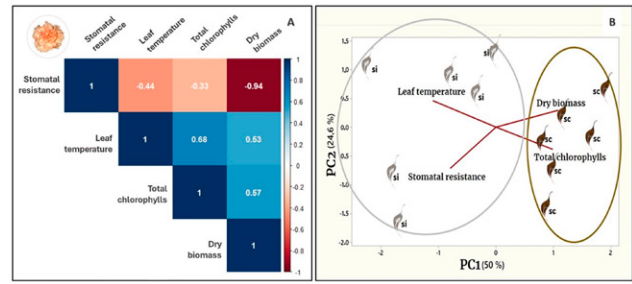 A
Stomatal resistance
Leaf temperature
Total chlorophylls
Dry biomass
Stomatal resistance
1
-0.44
-0.33
-0.94
Leaf temperature
1
0.68
0.53
Total chlorophylls
1
0.57
Dry biomass
1
1
0.8
0.6
0.4
0.2
0
-0.2
-0.4
-0.6
-0.8
-1
B
PC2 (24,6 %)
1.5
1.0
0.5
0.0
-0.5
-1.0
-1.5
-2.0
si
si
si
si
Leaf temperature
Dry biomass
sc
sc
sc
sc
Total chlorophylls
Stomatal resistance
si
sc
sc
si
-2
-1
0
1
2
PC1 (50 %)